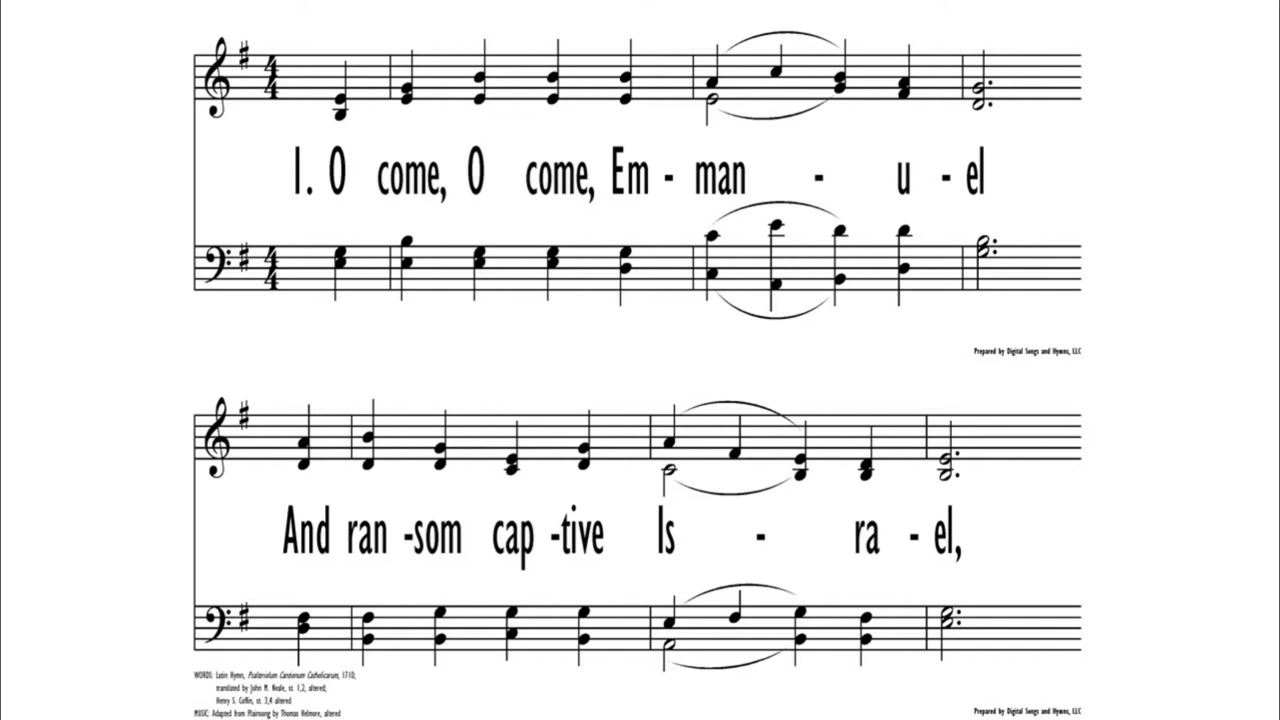 1. O come, O come, Em - man - u - el
Prepared by Digital Songs and Hymns, LLC
And ran -som cap -tive Is - ra - el,
WORDS: Latin Hymn, Psalteriolum Cantionum Catholicarum, 1710;
translated by John M. Neale, st. 1,2, altered;
Henry S. Coffin, st. 3,4 altered
MUSIC: Adapted from Plainsong by Thomas Helmore, altered
Prepared by Digital Songs and Hymns, LLC